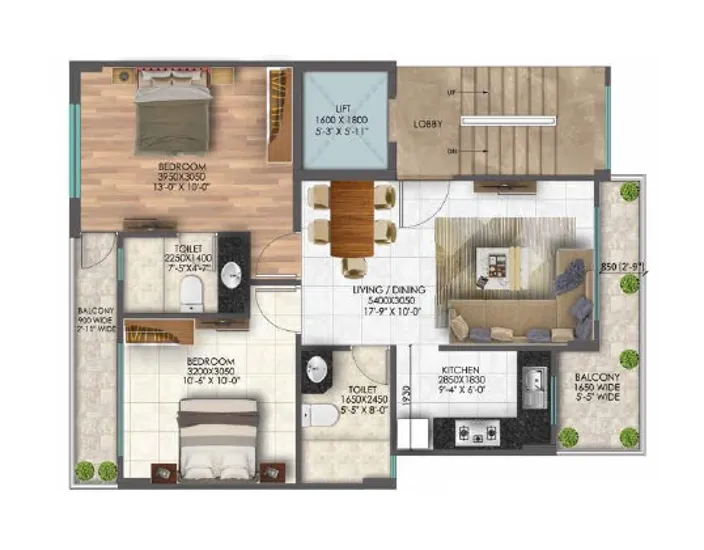 LIFT
1600 X 1800
5'-3" X 5'-11"
UP
LOBBY
DN
BEDROOM
3950X3050
13'-0" X 10'-0"
TOILET
2250X1400
7'-5"X4'-7"
BALCONY
900 WIDE
2'-11" WIDE
LIVING / DINING
5400X3050
17'-9" X 10'-0"
850 (2'-9")
BEDROOM
3200X3050
10'-6" X 10'-0"
TOILET
1650X2450
5'-5" X 8'-0"
1930
KITCHEN
2850X1830
9'-4" X 6'-0"
BALCONY
1650 WIDE
5'-5" WIDE